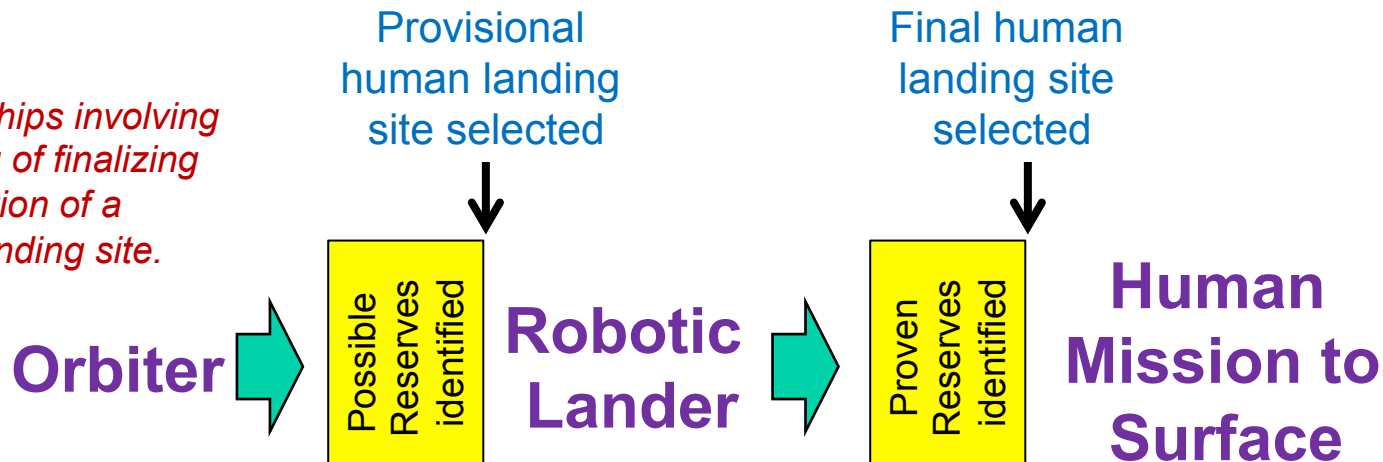 hips involving
of finalizing
tion of a
nding site.
Provisional
human landing
site selected
Final human
landing site
selected
Orbiter
Possible
Reserves
identified
Robotic
Lander
Proven
Reserves
identified
Human
Mission to
Surface